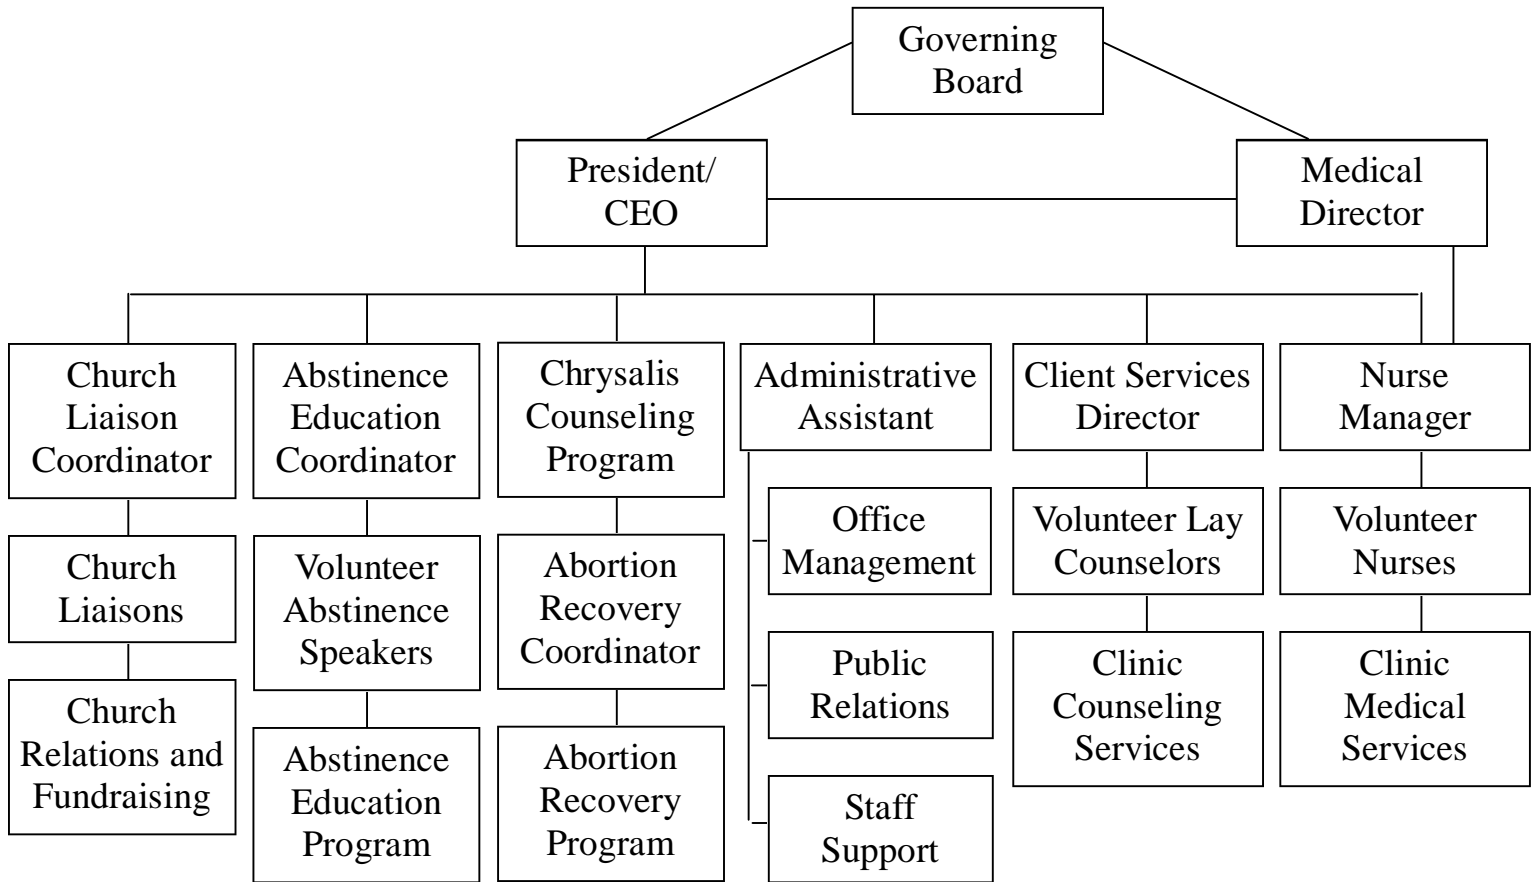 Governing
Board
President/
CEO
Medical
Director
Church
Liaison
Coordinator
Abstinence
Education
Coordinator
Chrysalis
Counseling
Program
Administrative
Assistant
Client Services
Director
Nurse
Manager
Church
Liaisons
Volunteer
Abstinence
Speakers
Abortion
Recovery
Coordinator
Office
Management
Volunteer Lay
Counselors
Volunteer
Nurses
Church
Relations and
Fundraising
Abstinence
Education
Program
Abortion
Recovery
Program
Public
Relations
Clinic
Counseling
Services
Clinic
Medical
Services
Staff
Support